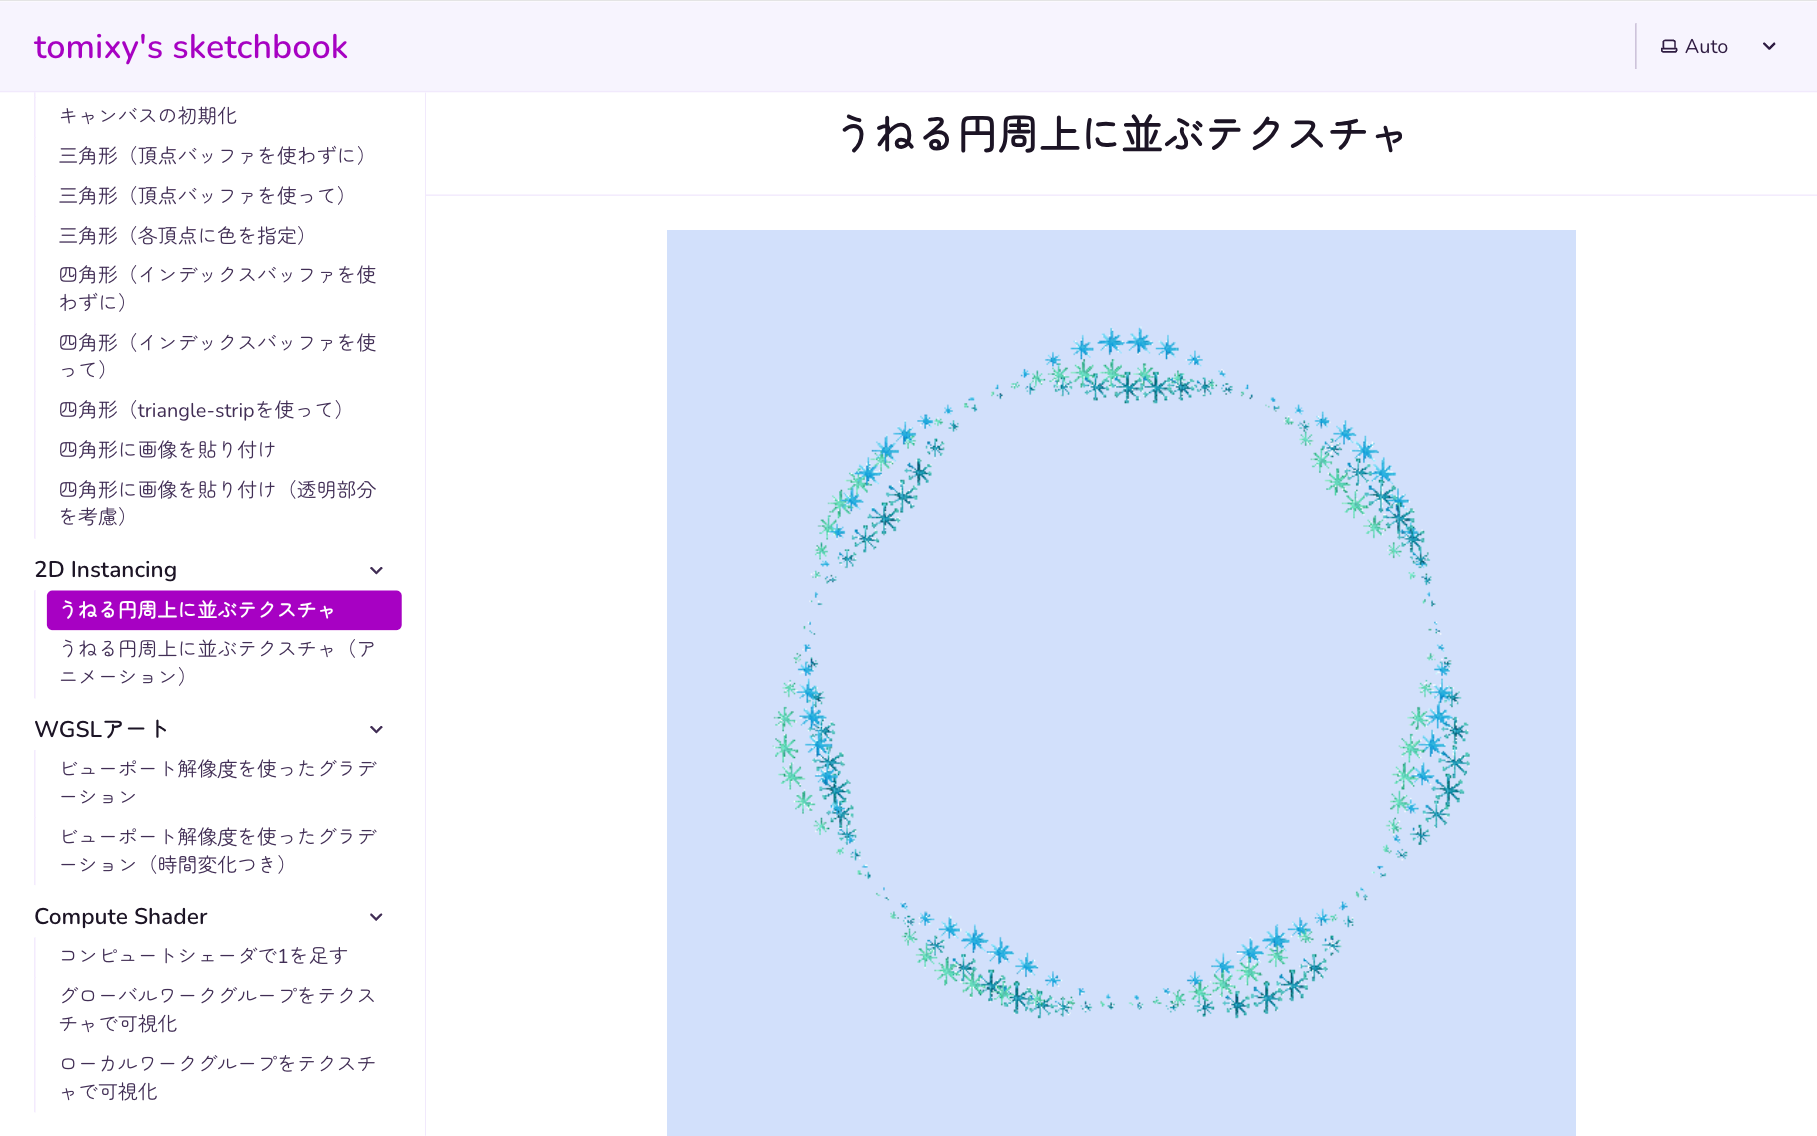 tomixy's sketchbook
Auto
キャンバスの初期化
三角形（頂点バッファを使わずに）
三角形（頂点バッファを使って）
三角形（各頂点に色を指定）
四角形（インデックスバッファを使
わずに）
四角形（インデックスバッファを使
って）
四角形（triangle-stripを使って）
四角形に画像を貼り付け
四角形に画像を貼り付け（透明部分
を考慮）
2D Instancing
うねる円周上に並ぶテクスチャ
うねる円周上に並ぶテクスチャ（ア
ニメーション）
WGSLアート
ビューポート解像度を使ったグラデ
ーション
ビューポート解像度を使ったグラデ
ーション（時間変化つき）
Compute Shader
コンピュートシェーダで1を足す
グローバルワークグループをテクス
チャで可視化
ローカルワークグループをテクスチ
ャで可視化
うねる円周上に並ぶテクスチャ